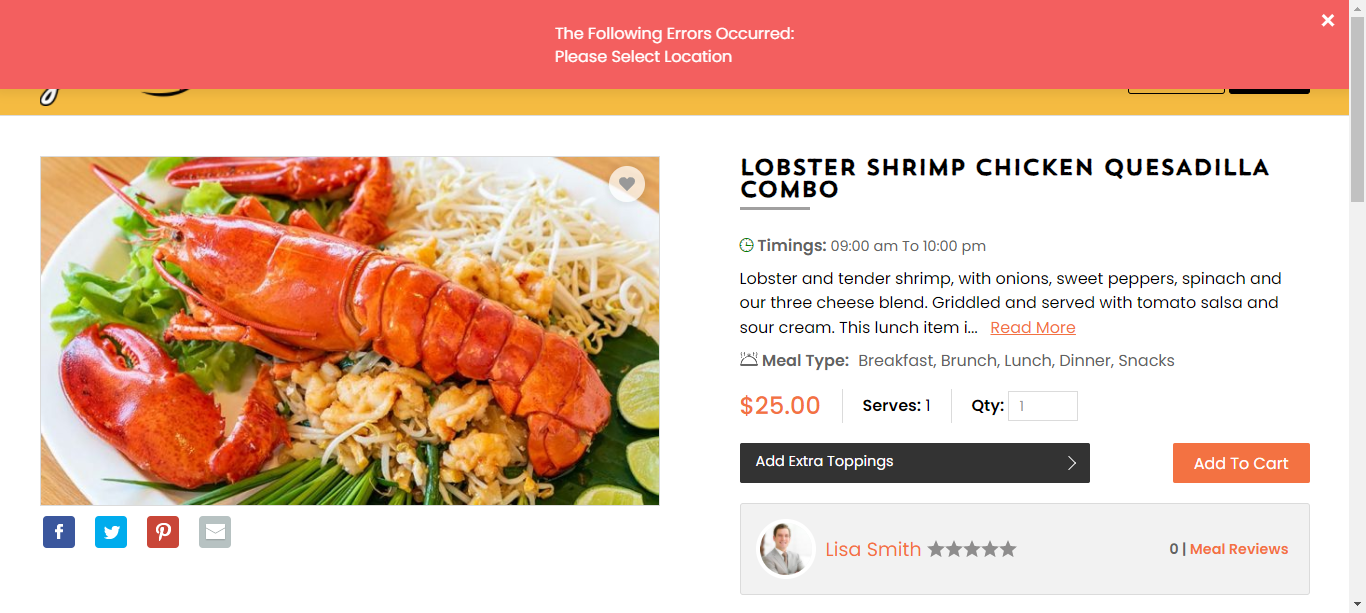 The Following Errors Occurred:
Please Select Location
LOBSTER SHRIMP CHICKEN QUESADILLA
COMBO
Timings: 09:00 am To 10:00 pm
Lobster and tender shrimp, with onions, sweet peppers, spinach and
our three cheese blend. Griddled and served with tomato salsa and
sour cream. This lunch item i... Read More
Meal Type: Breakfast, Brunch, Lunch, Dinner, Snacks
$25.00 Serves: 1 Qty: 1
Add Extra Toppings
Add To Cart
Lisa Smith
0 | Meal Reviews